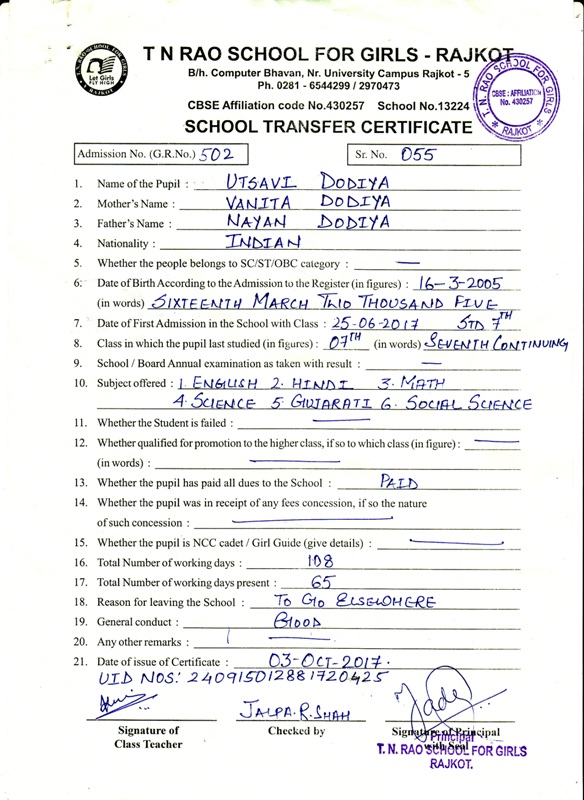 T. N. RAO SCHOOL FOR GIRLS
Let Girls
FLY HIGH
RAJKOT
T N RAO SCHOOL FOR GIRLS - RAJKOT
B/h. Computer Bhavan, Nr. University Campus Rajkot - 5
Ph. 0281 - 6544299 / 2970473
CBSE Affiliation code No.430257 School No.13224
T. N. RAO SCHOOL FOR GIRLS
CBSE : AFFILIATION
No. 430257
* RAJKOT *
SCHOOL TRANSFER CERTIFICATE
Admission No. (G.R.No.) 502 Sr. No. 055
1. Name of the Pupil : UTSAVI DODIYA
2. Mother's Name : VANITA DODIYA
3. Father's Name : NAYAN DODIYA
4. Nationality : INDIAN
5. Whether the people belongs to SC/ST/OBC category : —
6. Date of Birth According to the Admission to the Register (in figures) : 16-3-2005
(in words) SIXTEENTH MARCH TWO THOUSAND FIVE
7. Date of First Admission in the School with Class : 25-06-2017 STD 7TH
8. Class in which the pupil last studied (in figures) : 07TH (in words) SEVENTH CONTINUING
9. School / Board Annual examination as taken with result : —
10. Subject offered : 1. ENGLISH 2. HINDI 3. MATH
4. SCIENCE 5 GUJARATI 6. SOCIAL SCIENCE
11. Whether the Student is failed : —
12. Whether qualified for promotion to the higher class, if so to which class (in figure) : —
(in words) : —
13. Whether the pupil has paid all dues to the School : PAID
14. Whether the pupil was in receipt of any fees concession, if so the nature
of such concession : —
15. Whether the pupil is NCC cadet / Girl Guide (give details) : —
16. Total Number of working days : 108
17. Total Number of working days present : 65
18. Reason for leaving the School : TO GO ELSEWHERE
19. General conduct : GOOD
20. Any other remarks : —
21. Date of issue of Certificate : 03-OCT-2017.
UID NOS: 240915012881720425
JALPA.R.SHAH
Signature of Checked by Signature of Principal
Class Teacher with Seal
Principal
T. N. RAO SCHOOL FOR GIRLS
RAJKOT.